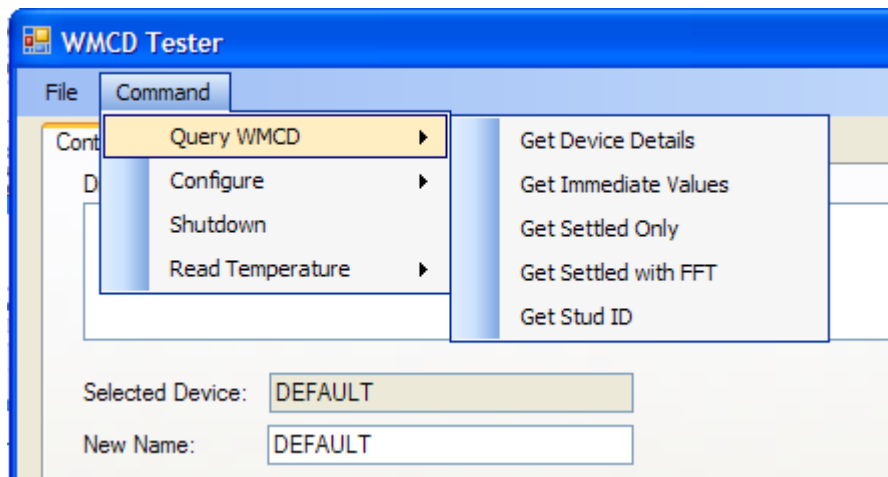 WMCD Tester
File Command
Cont
Query WMCD
Configure
Shutdown
Read Temperature
Get Device Details
Get Immediate Values
Get Settled Only
Get Settled with FFT
Get Stud ID
D
Selected Device: DEFAULT
New Name: DEFAULT